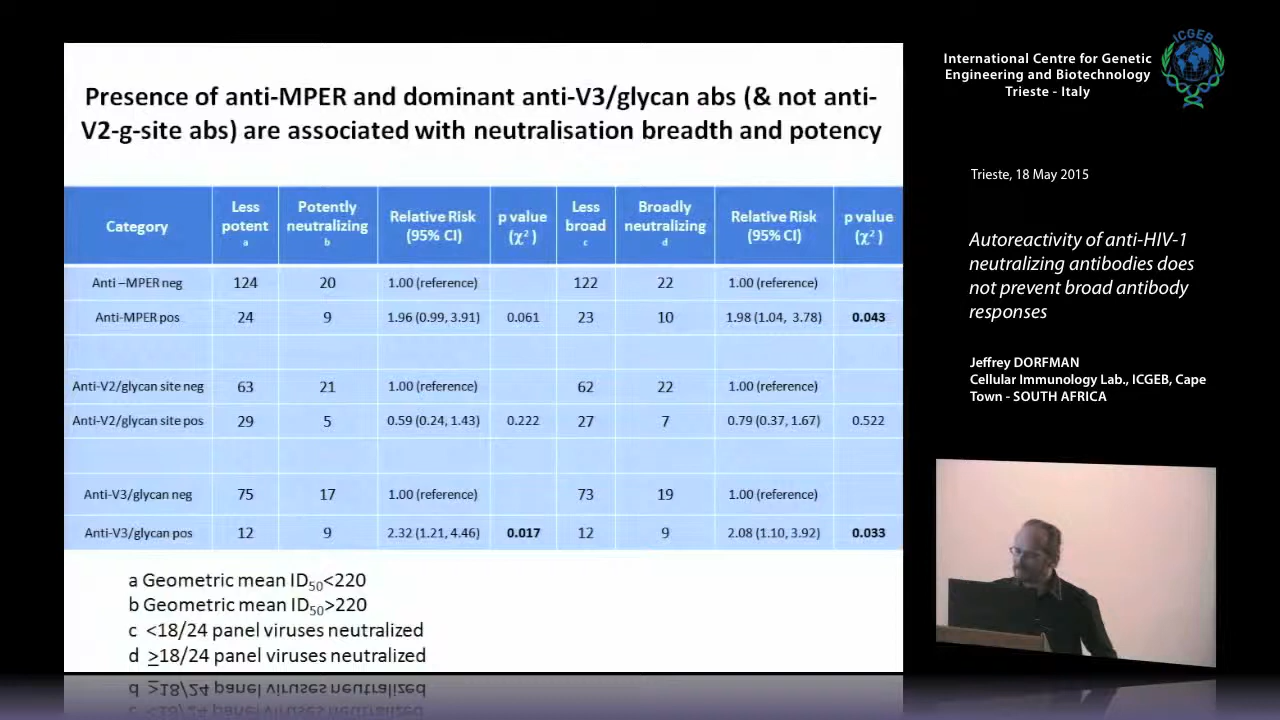 Presence of anti-MPER and dominant anti-V3/glycan abs (& not anti-
V2-g-site abs) are associated with neutralisation breadth and potency
Category Less potent a Potently neutralizing b Relative Risk (95% CI) p value (χ²) Less broad c Broadly neutralizing d Relative Risk (95% CI) p value (χ²)
Anti –MPER neg 124 20 1.00 (reference) 122 22 1.00 (reference)
Anti-MPER pos 24 9 1.96 (0.99, 3.91) 0.061 23 10 1.98 (1.04, 3.78) 0.043
Anti-V2/glycan site neg 63 21 1.00 (reference) 62 22 1.00 (reference)
Anti-V2/glycan site pos 29 5 0.59 (0.24, 1.43) 0.222 27 7 0.79 (0.37, 1.67) 0.522
Anti-V3/glycan neg 75 17 1.00 (reference) 73 19 1.00 (reference)
Anti-V3/glycan pos 12 9 2.32 (1.21, 4.46) 0.017 12 9 2.08 (1.10, 3.92) 0.033
a Geometric mean ID50<220
b Geometric mean ID50>220
c <18/24 panel viruses neutralized
d ≥18/24 panel viruses neutralized
International Centre for Genetic
Engineering and Biotechnology
Trieste - Italy
ICGEB
Trieste, 18 May 2015
Autoreactivity of anti-HIV-1
neutralizing antibodies does
not prevent broad antibody
responses
Jeffrey DORFMAN
Cellular Immunology Lab., ICGEB, Cape
Town - SOUTH AFRICA